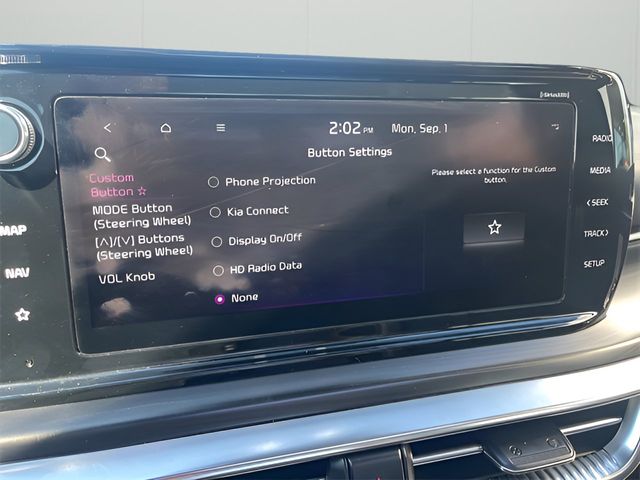 SiriusXM
2:02 PM Mon, Sep. 1
Button Settings
Custom
Button ☆
MODE Button
(Steering Wheel)
[∧]/[∨] Buttons
(Steering Wheel)
VOL Knob
Phone Projection
Kia Connect
Display On/Off
HD Radio Data
None
Please select a function for the Custom
button.
MAP
NAV
RADIO
MEDIA
< SEEK
TRACK >
SETUP